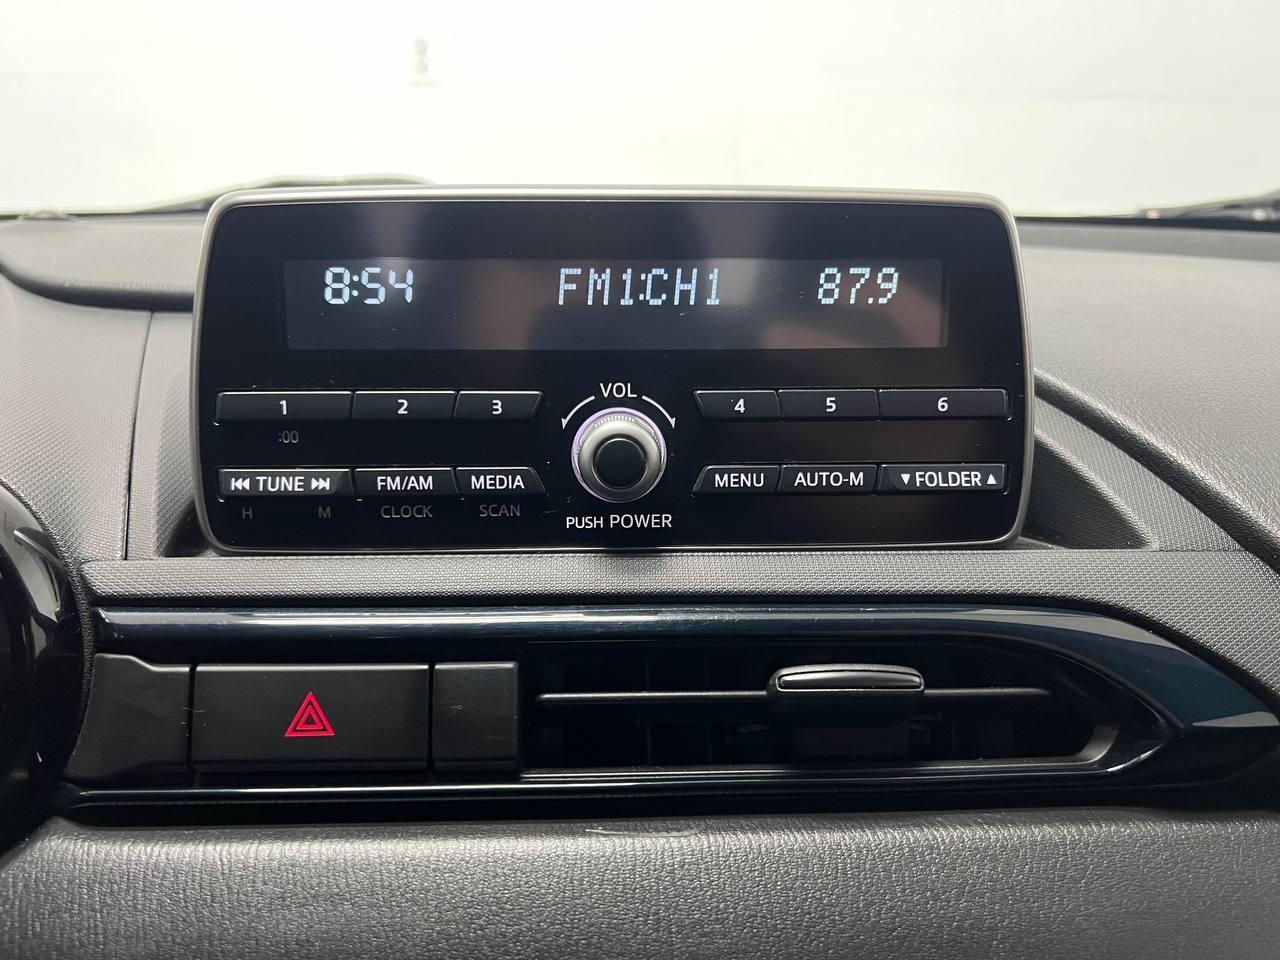 8:54 FM1:CH1 87.9
VOL
1 2 3 4 5 6
:00
TUNE FM/AM MEDIA MENU AUTO-M ▼FOLDER▲
H M CLOCK SCAN
PUSH POWER